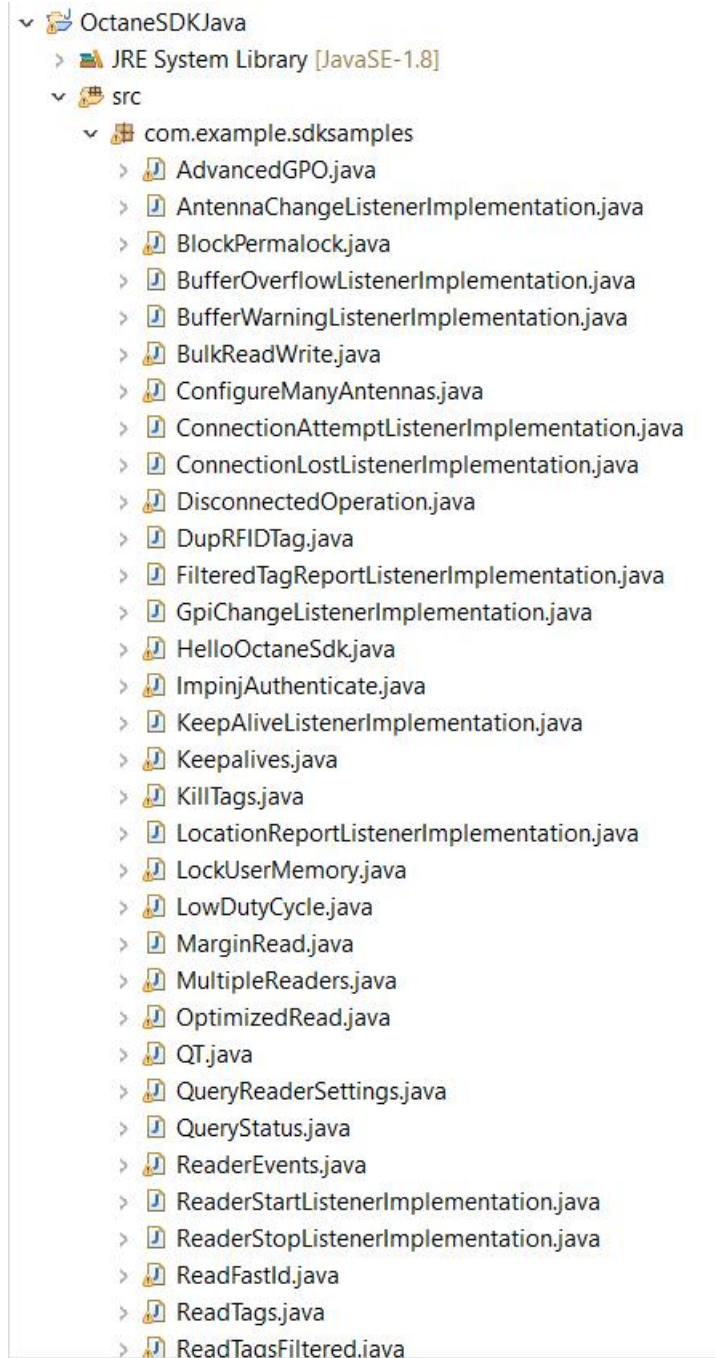 OctaneSDKJava
JRE System Library [JavaSE-1.8]
src
com.example.sdksamples
AdvancedGPO.java
AntennaChangeListenerImplementation.java
BlockPermalock.java
BufferOverflowListenerImplementation.java
BufferWarningListenerImplementation.java
BulkReadWrite.java
ConfigureManyAntennas.java
ConnectionAttemptListenerImplementation.java
ConnectionLostListenerImplementation.java
DisconnectedOperation.java
DupRFIDTag.java
FilteredTagReportListenerImplementation.java
GpiChangeListenerImplementation.java
HelloOctaneSdk.java
ImpinjAuthenticate.java
KeepAliveListenerImplementation.java
Keepalives.java
KillTags.java
LocationReportListenerImplementation.java
LockUserMemory.java
LowDutyCycle.java
MarginRead.java
MultipleReaders.java
OptimizedRead.java
QT.java
QueryReaderSettings.java
QueryStatus.java
ReaderEvents.java
ReaderStartListenerImplementation.java
ReaderStopListenerImplementation.java
ReadFastId.java
ReadTags.java
ReadTagsFiltered.java